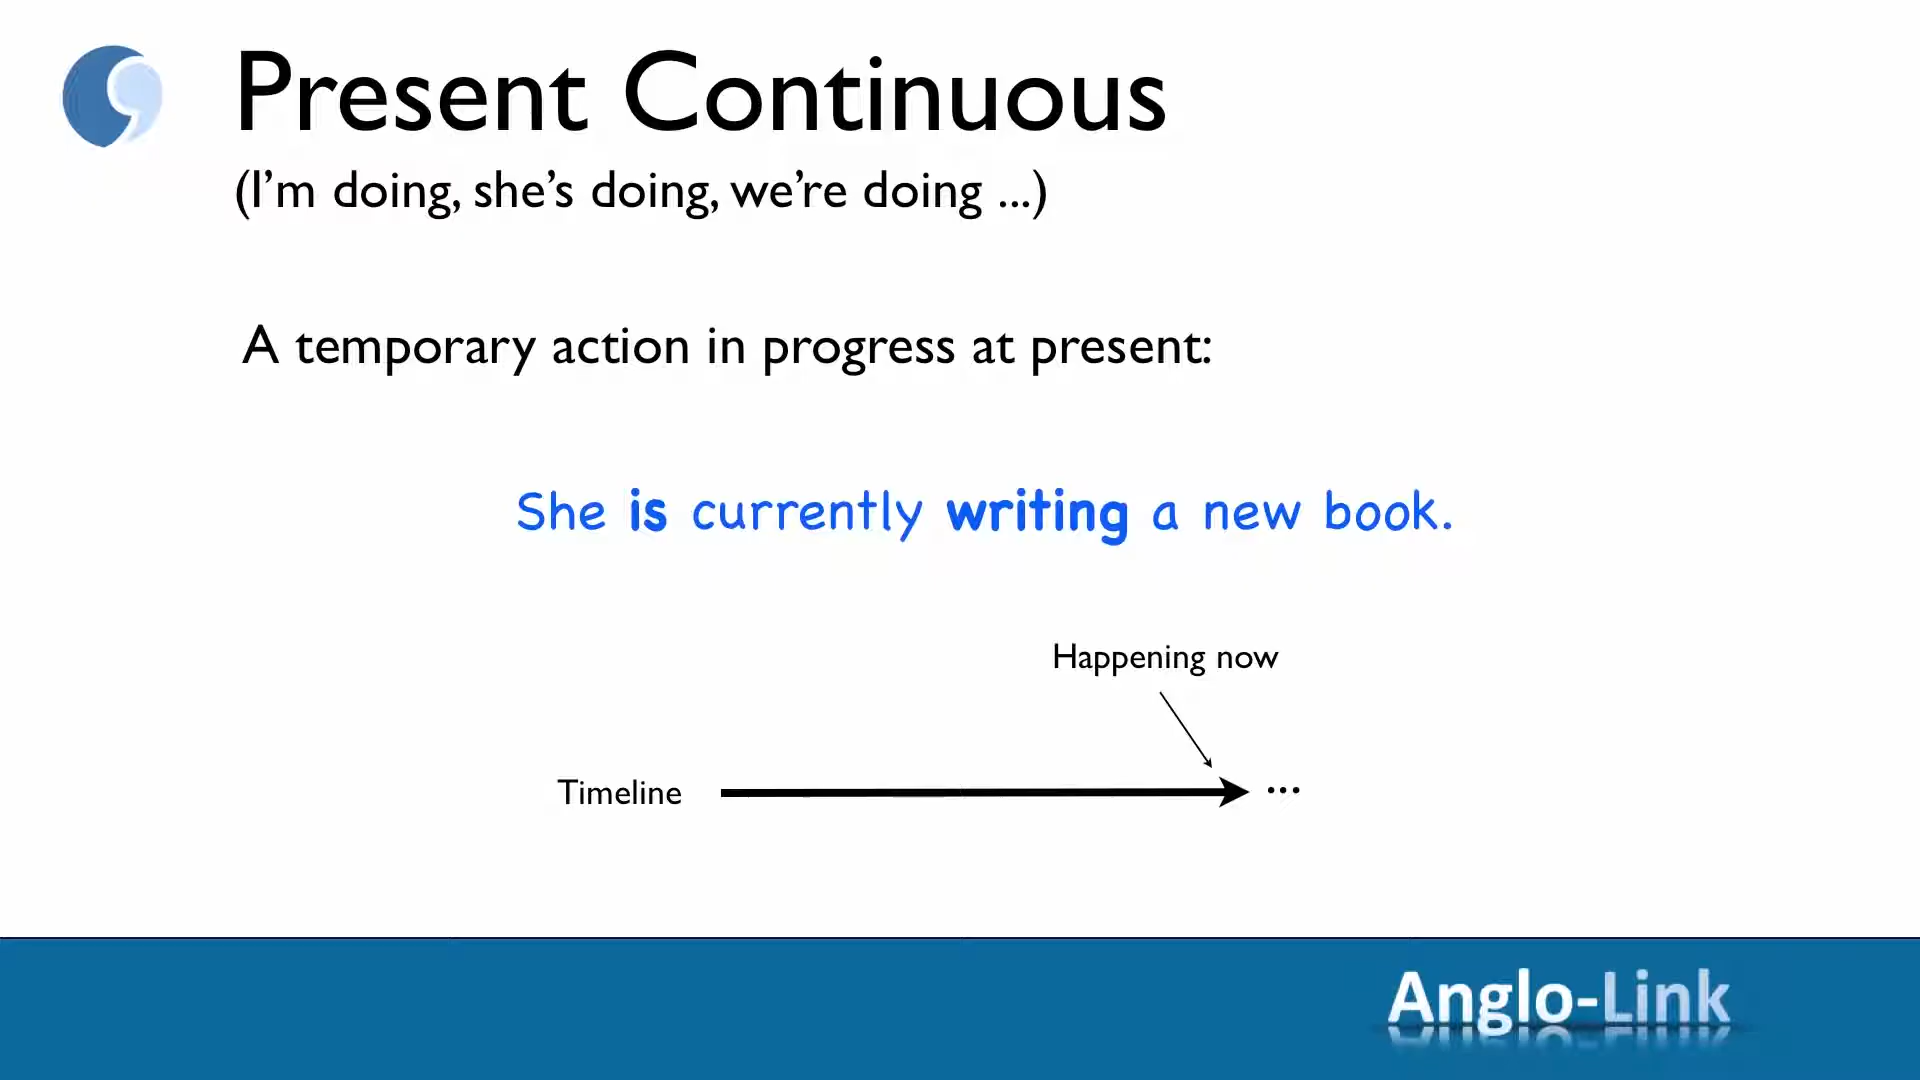 Present Continuous
(I’m doing, she’s doing, we’re doing ...)
A temporary action in progress at present:
She is currently writing a new book.
Happening now
Timeline ...
Anglo-Link